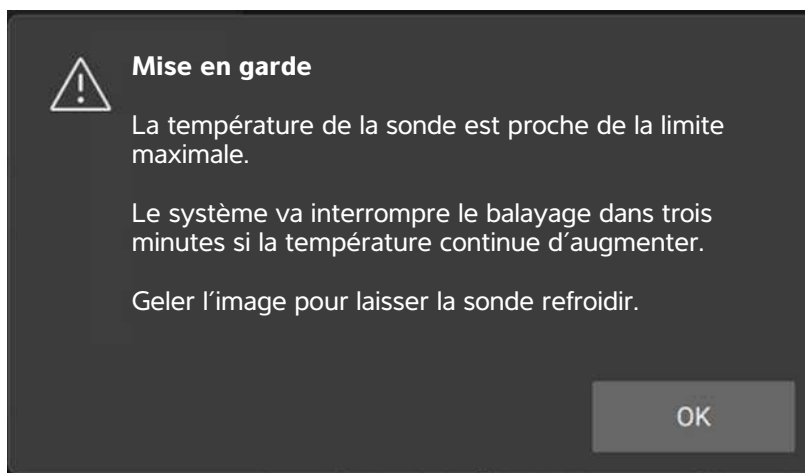 Mise en garde
La température de la sonde est proche de la limite
maximale.
Le système va interrompre le balayage dans trois
minutes si la température continue d´augmenter.
Geler l´image pour laisser la sonde refroidir.
OK